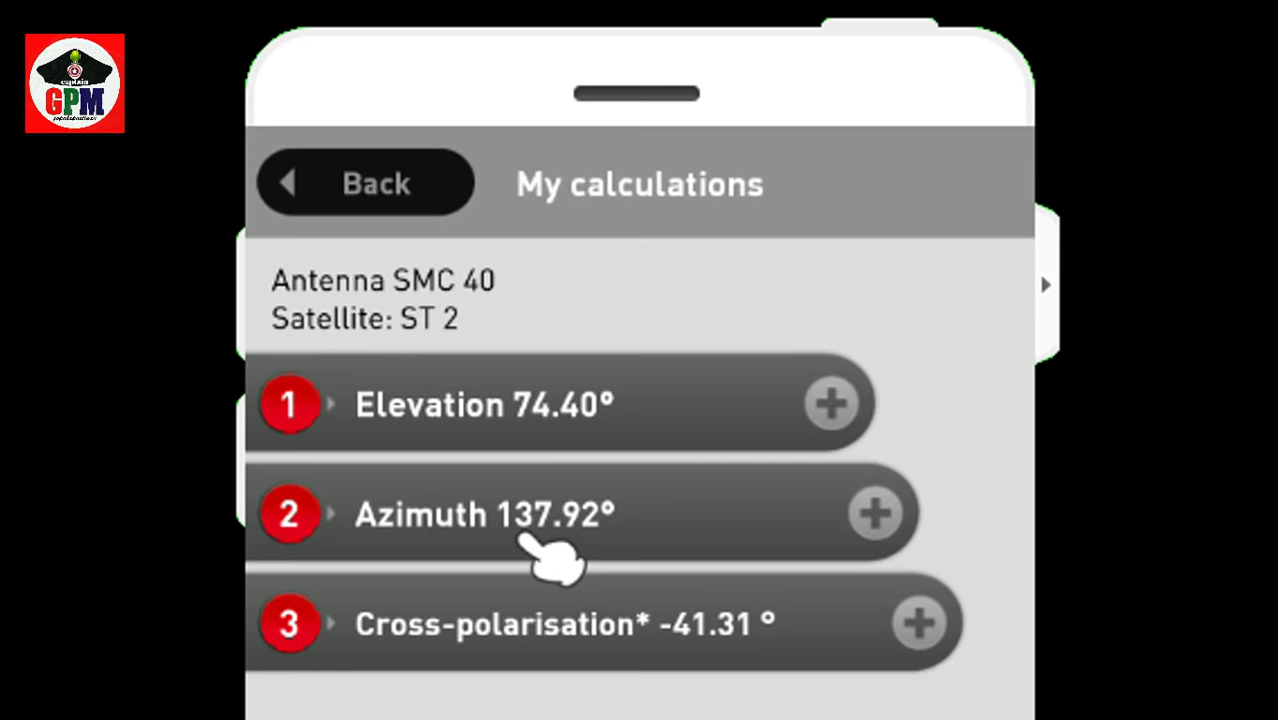 captain
GPM
Back
My calculations
Antenna SMC 40
Satellite: ST 2
1 Elevation 74.40°
2 Azimuth 137.92°
3 Cross-polarisation* -41.31 °